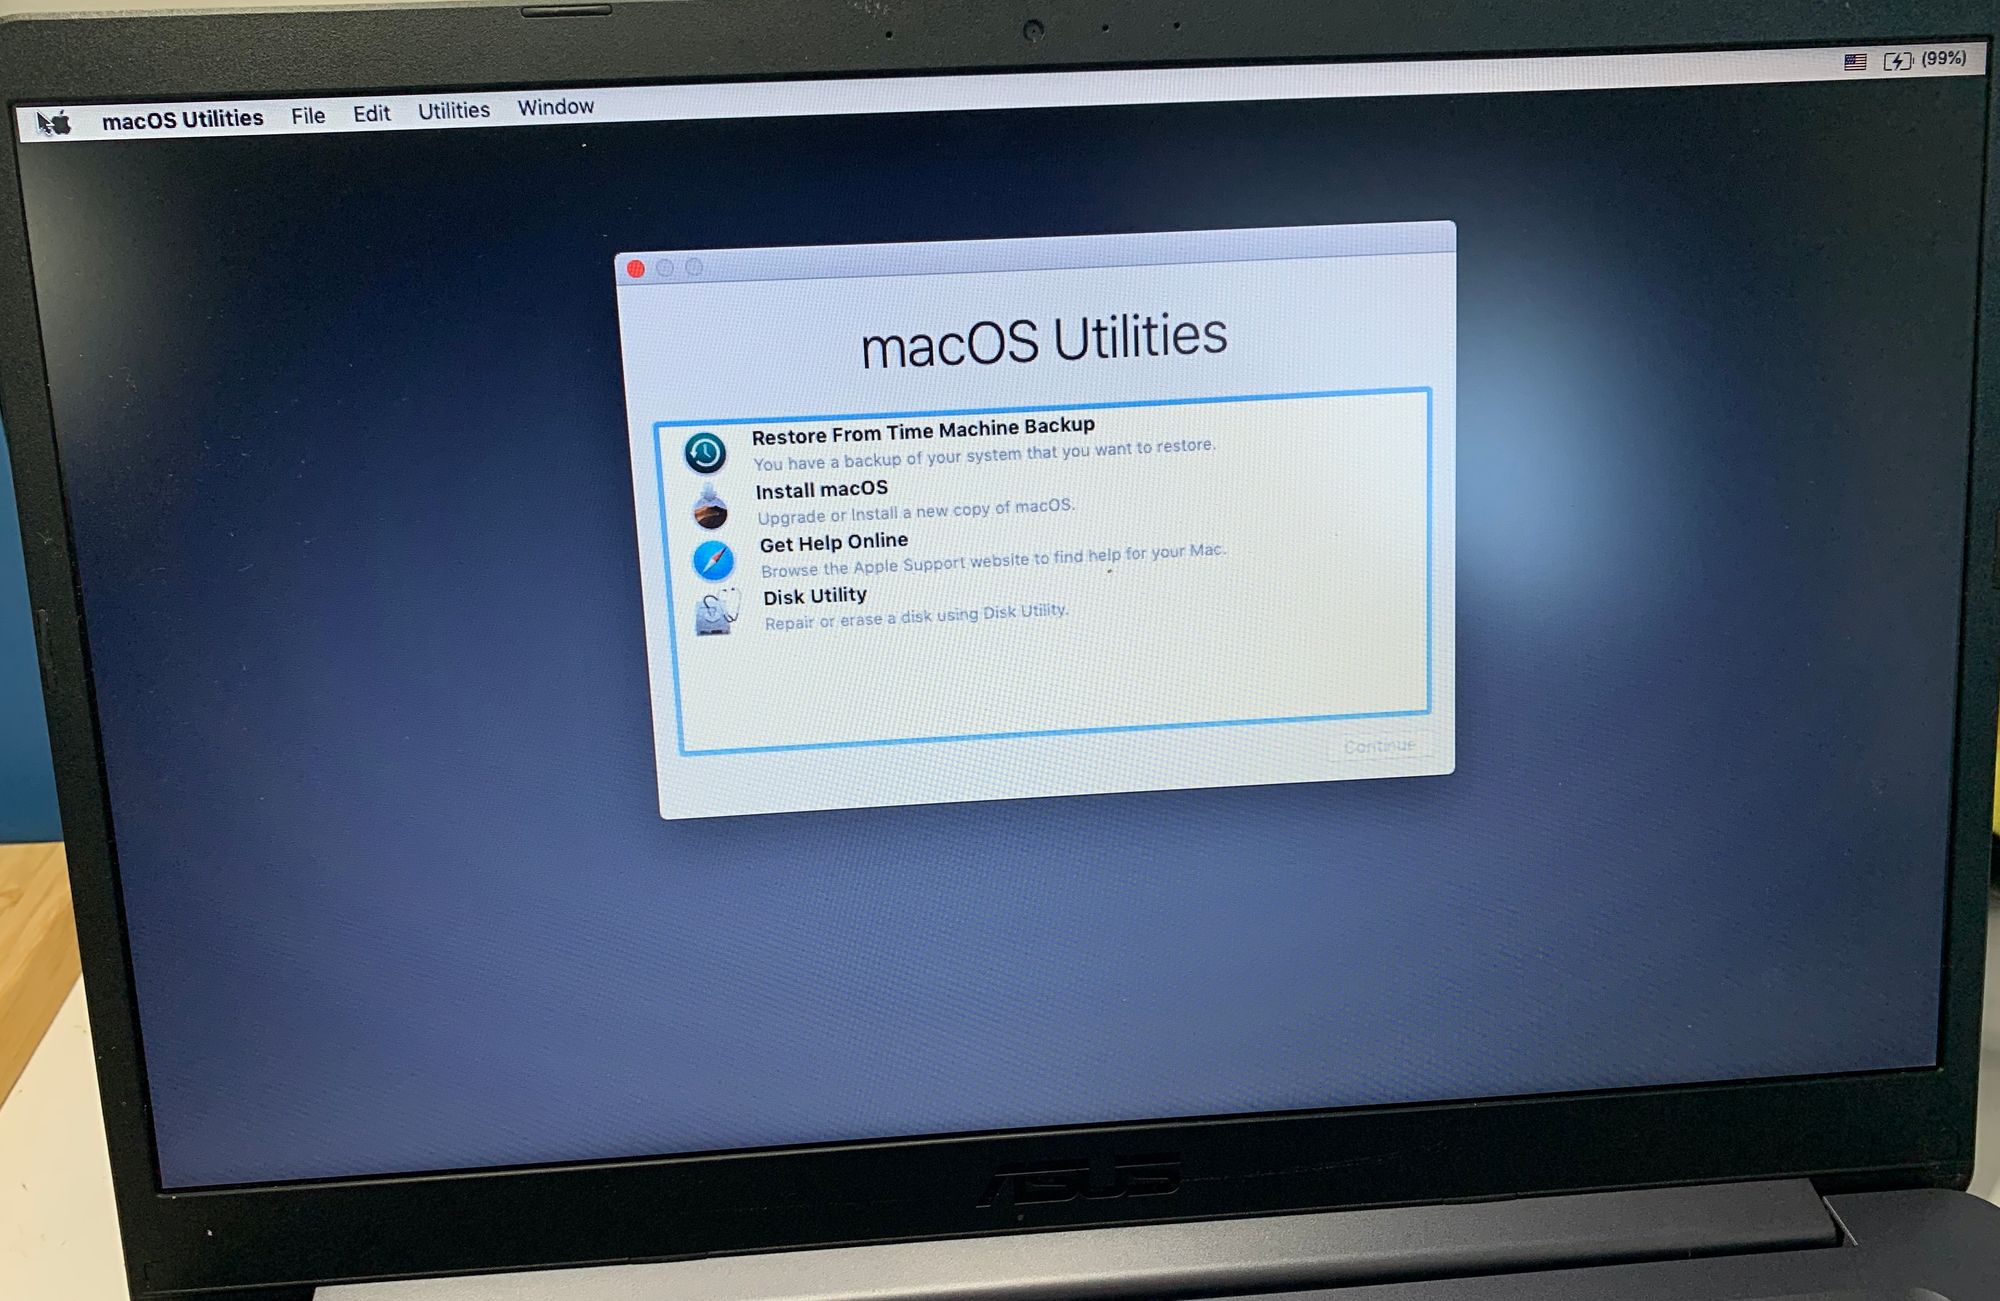 macOS Utilities File Edit Utilities Window (99%)
macOS Utilities
Restore From Time Machine Backup
You have a backup of your system that you want to restore.
Install macOS
Upgrade or Install a new copy of macOS.
Get Help Online
Browse the Apple Support website to find help for your Mac.
Disk Utility
Repair or erase a disk using Disk Utility.
Continue
ASUS